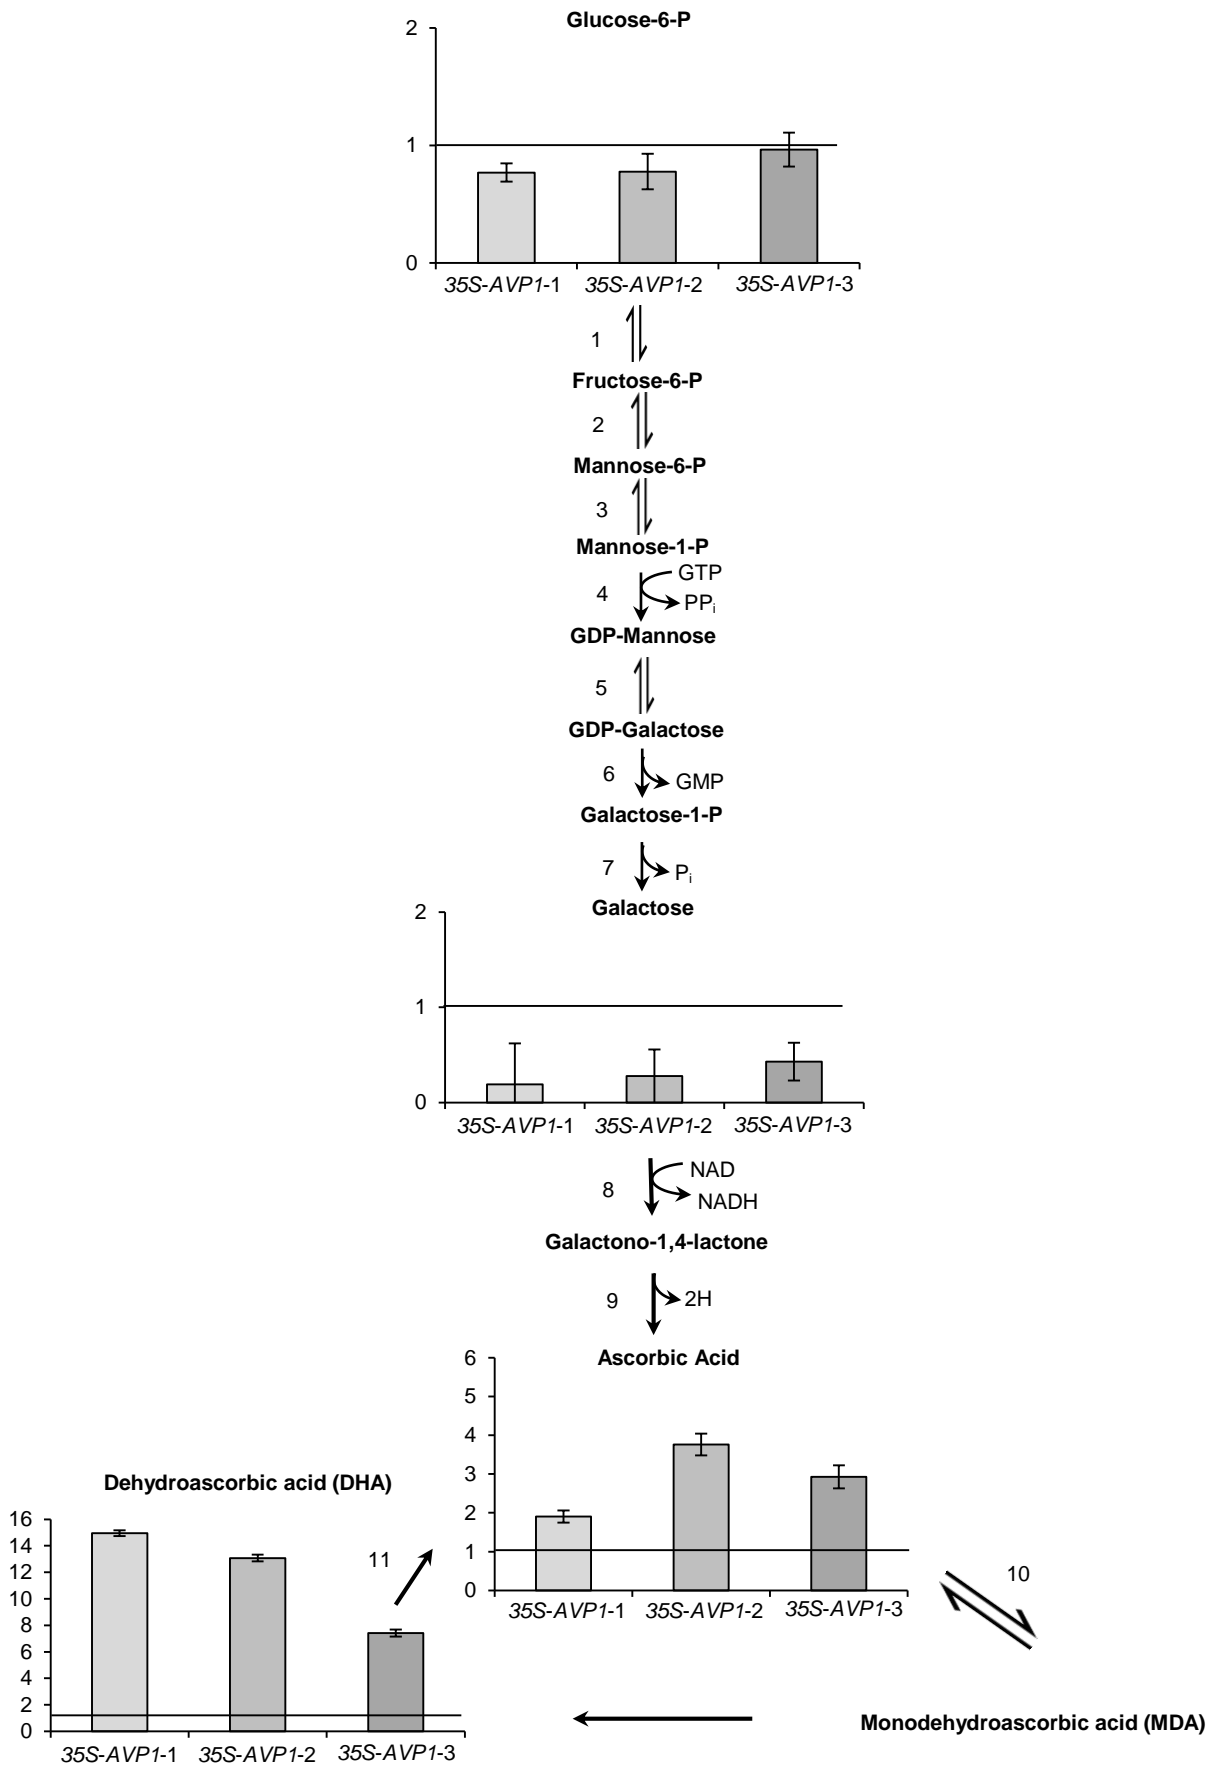 Glucose-6-P
2
1
0
35S-AVP1-1 35S-AVP1-2 35S-AVP1-3
1
Fructose-6-P
2
Mannose-6-P
3
Mannose-1-P
GTP
4
PPi
GDP-Mannose
5
GDP-Galactose
6
GMP
Galactose-1-P
7
Pi
Galactose
2
1
0
35S-AVP1-1 35S-AVP1-2 35S-AVP1-3
NAD
8
NADH
Galactono-1,4-lactone
9
2H
Ascorbic Acid
6
5
4
3
2
1
0
35S-AVP1-1 35S-AVP1-2 35S-AVP1-3
10
Dehydroascorbic acid (DHA)
16
14
12
10
8
6
4
2
0
35S-AVP1-1 35S-AVP1-2 35S-AVP1-3
11
Monodehydroascorbic acid (MDA)